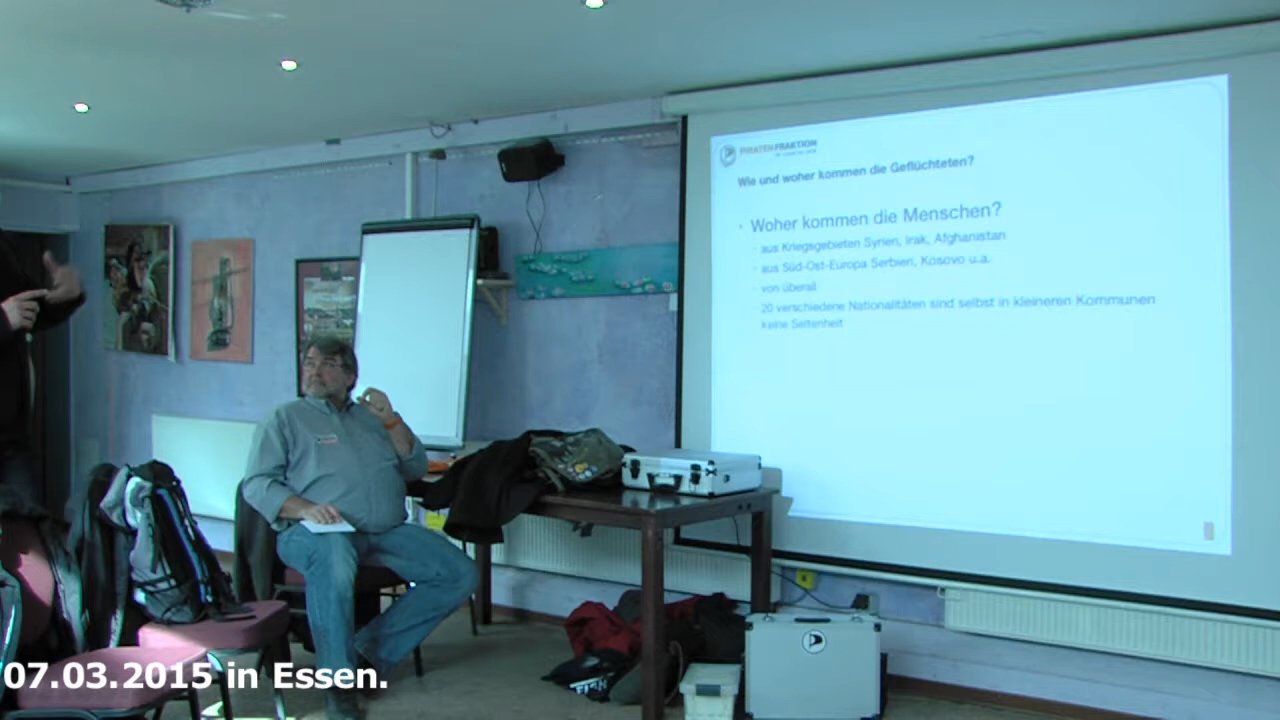 PIRATENFRAKTION
Wie und woher kommen die Geflüchteten?
Woher kommen die Menschen?
aus Kriegsgebieten Syrien, Irak, Afghanistan
aus Süd-Ost-Europa Serbien, Kosovo u.a.
von überall
20 verschiedene Nationalitäten sind selbst in kleineren Kommunen
keine Seltenheit
07.03.2015 in Essen.